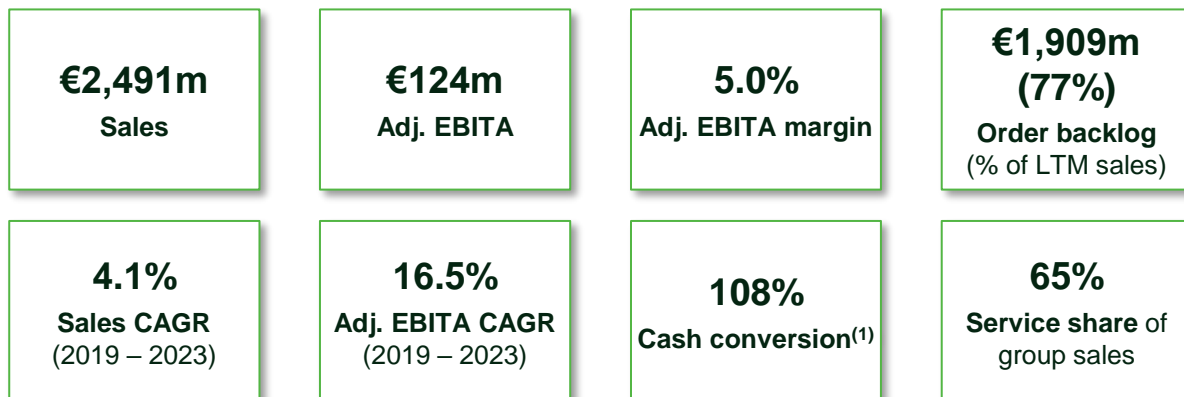 €2,491m
Sales
€124m
Adj. EBITA
5.0%
Adj. EBITA margin
€1,909m
(77%)
Order backlog
(% of LTM sales)
4.1%
Sales CAGR
(2019 – 2023)
16.5%
Adj. EBITA CAGR
(2019 – 2023)
108%
Cash conversion(1)
65%
Service share of
group sales